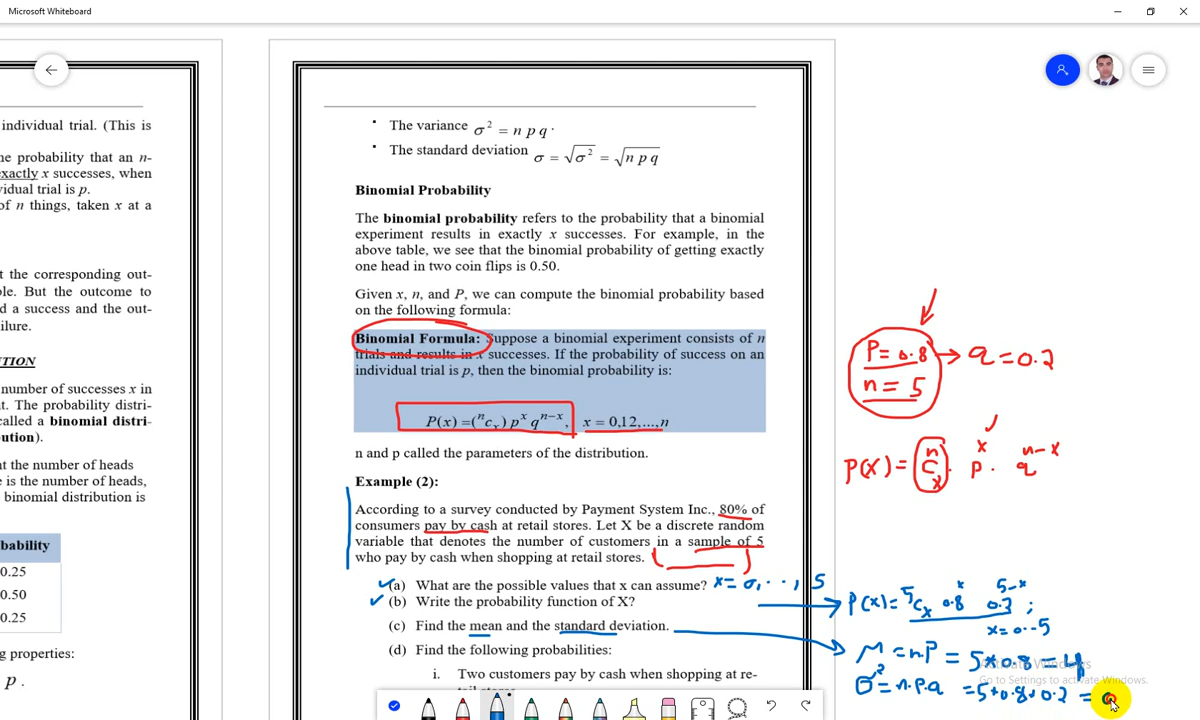 Microsoft Whiteboard
individual trial. (This is
he probability that an n-
exactly x successes, when
vidual trial is p.
of n things, taken x at a
t the corresponding out-
ole. But the outcome to
d a success and the out-
ilure.
TION
number of successes x in
t. The probability distri-
called a binomial distri-
ution).
at the number of heads
e is the number of heads,
binomial distribution is
bability
0.25
0.50
0.25
g properties:
p .
• The variance σ² = n p q .
• The standard deviation σ = √σ² = √n p q
Binomial Probability
The binomial probability refers to the probability that a binomial
experiment results in exactly x successes. For example, in the
above table, we see that the binomial probability of getting exactly
one head in two coin flips is 0.50.
Given x, n, and P, we can compute the binomial probability based
on the following formula:
Binomial Formula: Suppose a binomial experiment consists of n
trials and results in x successes. If the probability of success on an
individual trial is p, then the binomial probability is:
P(x) =(ⁿcₓ) pˣ qⁿ⁻ˣ, x = 0,12,...,n
n and p called the parameters of the distribution.
Example (2):
According to a survey conducted by Payment System Inc., 80% of
consumers pay by cash at retail stores. Let X be a discrete random
variable that denotes the number of customers in a sample of 5
who pay by cash when shopping at retail stores.
(a) What are the possible values that x can assume? x= 0, . . , 5
(b) Write the probability function of X?
(c) Find the mean and the standard deviation.
(d) Find the following probabilities:
i. Two customers pay by cash when shopping at re-
P= 0.8 → q = 0.2
n = 5
P(X) = ⁿCₓ . pˣ . qⁿ⁻ˣ
P(x) = ⁵Cₓ 0.8ˣ 0.2⁵⁻ˣ ;
x= 0..5
μ = n.p = 5*0.8 = 4
σ² = n.p.q = 5*0.8*0.2 =
Activate Windows
Go to Settings to activate Windows.